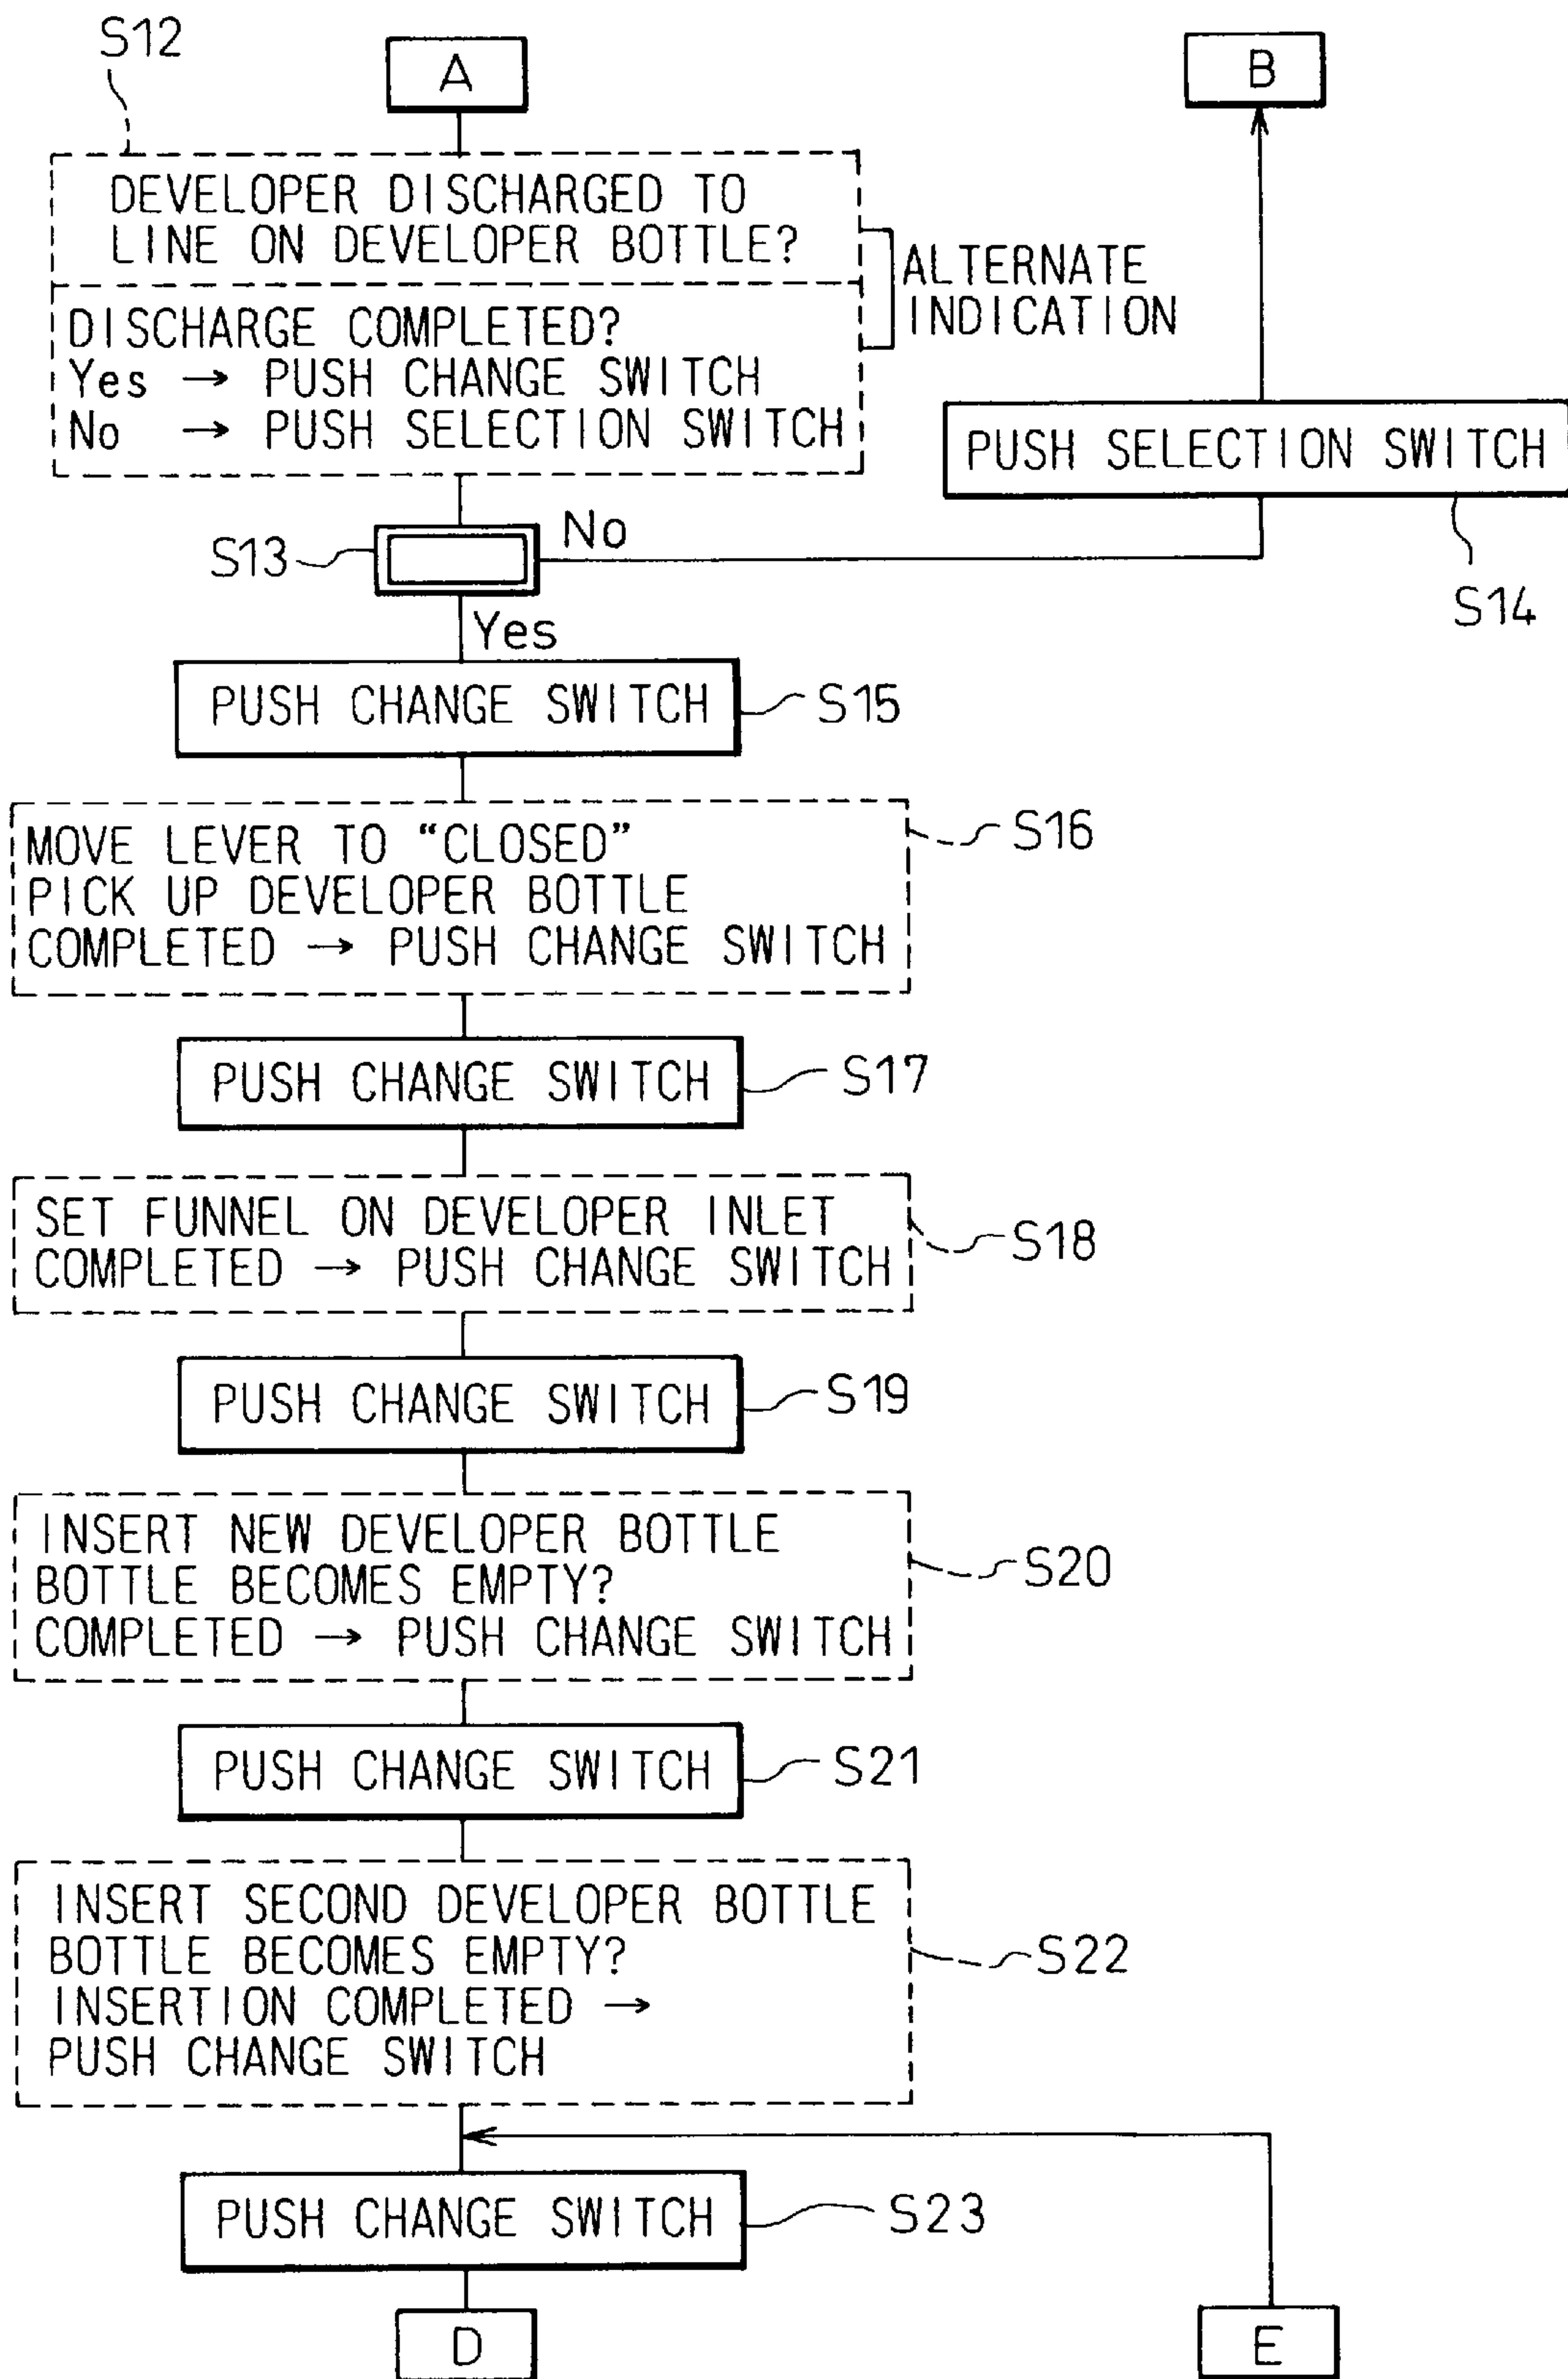 S12
A
B
DEVELOPER DISCHARGED TO
LINE ON DEVELOPER BOTTLE?
ALTERNATE
INDICATION
DISCHARGE COMPLETED?
Yes → PUSH CHANGE SWITCH
No → PUSH SELECTION SWITCH
PUSH SELECTION SWITCH
S14
S13
No
Yes
PUSH CHANGE SWITCH
S15
MOVE LEVER TO “CLOSED”
PICK UP DEVELOPER BOTTLE
COMPLETED → PUSH CHANGE SWITCH
S16
PUSH CHANGE SWITCH
S17
SET FUNNEL ON DEVELOPER INLET
COMPLETED → PUSH CHANGE SWITCH
S18
PUSH CHANGE SWITCH
S19
INSERT NEW DEVELOPER BOTTLE
BOTTLE BECOMES EMPTY?
COMPLETED → PUSH CHANGE SWITCH
S20
PUSH CHANGE SWITCH
S21
INSERT SECOND DEVELOPER BOTTLE
BOTTLE BECOMES EMPTY?
INSERTION COMPLETED →
PUSH CHANGE SWITCH
S22
PUSH CHANGE SWITCH
S23
D
E